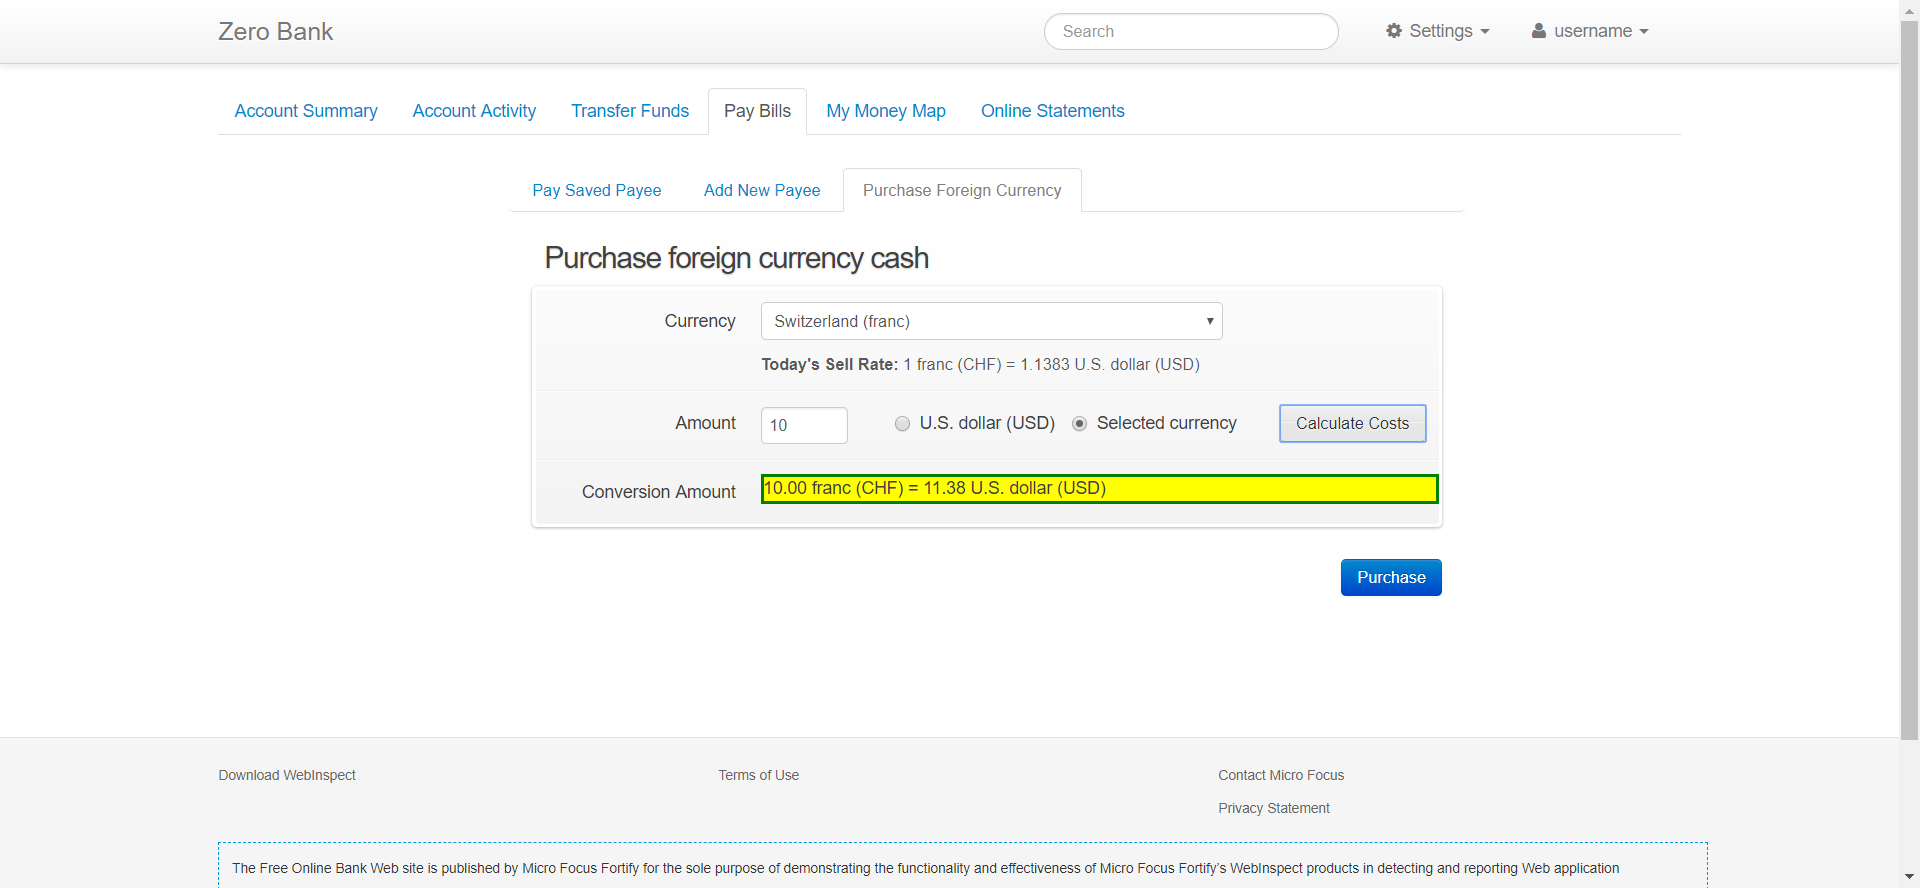 Zero Bank
Search
Settings
username
Account Summary
Account Activity
Transfer Funds
Pay Bills
My Money Map
Online Statements
Pay Saved Payee
Add New Payee
Purchase Foreign Currency
Purchase foreign currency cash
Currency
Switzerland (franc)
Today's Sell Rate: 1 franc (CHF) = 1.1383 U.S. dollar (USD)
Amount
10
U.S. dollar (USD)
Selected currency
Calculate Costs
Conversion Amount
10.00 franc (CHF) = 11.38 U.S. dollar (USD)
Purchase
Download WebInspect
Terms of Use
Contact Micro Focus
Privacy Statement
The Free Online Bank Web site is published by Micro Focus Fortify for the sole purpose of demonstrating the functionality and effectiveness of Micro Focus Fortify's WebInspect products in detecting and reporting Web application